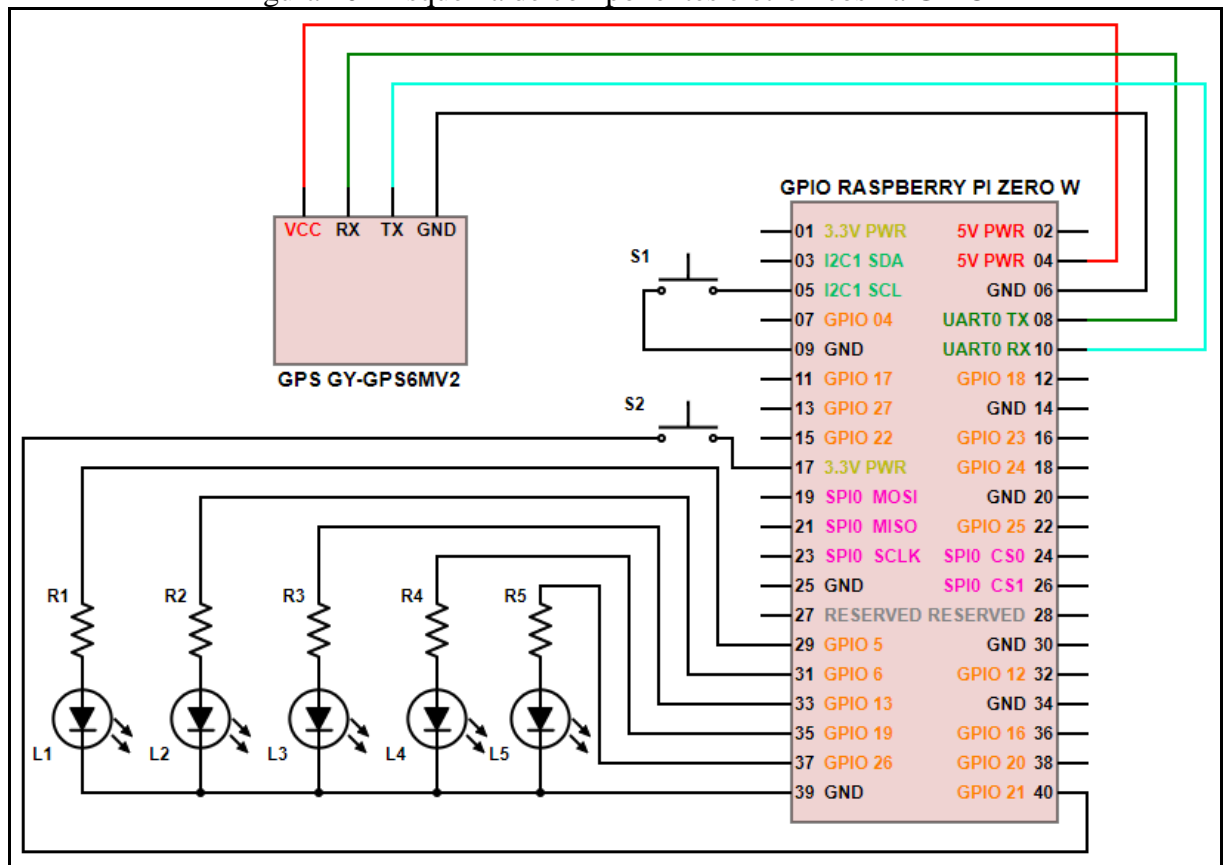 GPIO RASPBERRY PI ZERO W
VCC RX TX GND
GPS GY-GPS6MV2
S1
S2
01 3.3V PWR 5V PWR 02
03 I2C1 SDA 5V PWR 04
05 I2C1 SCL GND 06
07 GPIO 04 UART0 TX 08
09 GND UART0 RX 10
11 GPIO 17 GPIO 18 12
13 GPIO 27 GND 14
15 GPIO 22 GPIO 23 16
17 3.3V PWR GPIO 24 18
19 SPI0 MOSI GND 20
21 SPI0 MISO GPIO 25 22
23 SPI0 SCLK SPI0 CS0 24
25 GND SPI0 CS1 26
27 RESERVED RESERVED 28
29 GPIO 5 GND 30
31 GPIO 6 GPIO 12 32
33 GPIO 13 GND 34
35 GPIO 19 GPIO 16 36
37 GPIO 26 GPIO 20 38
39 GND GPIO 21 40
R1 R2 R3 R4 R5
L1 L2 L3 L4 L5